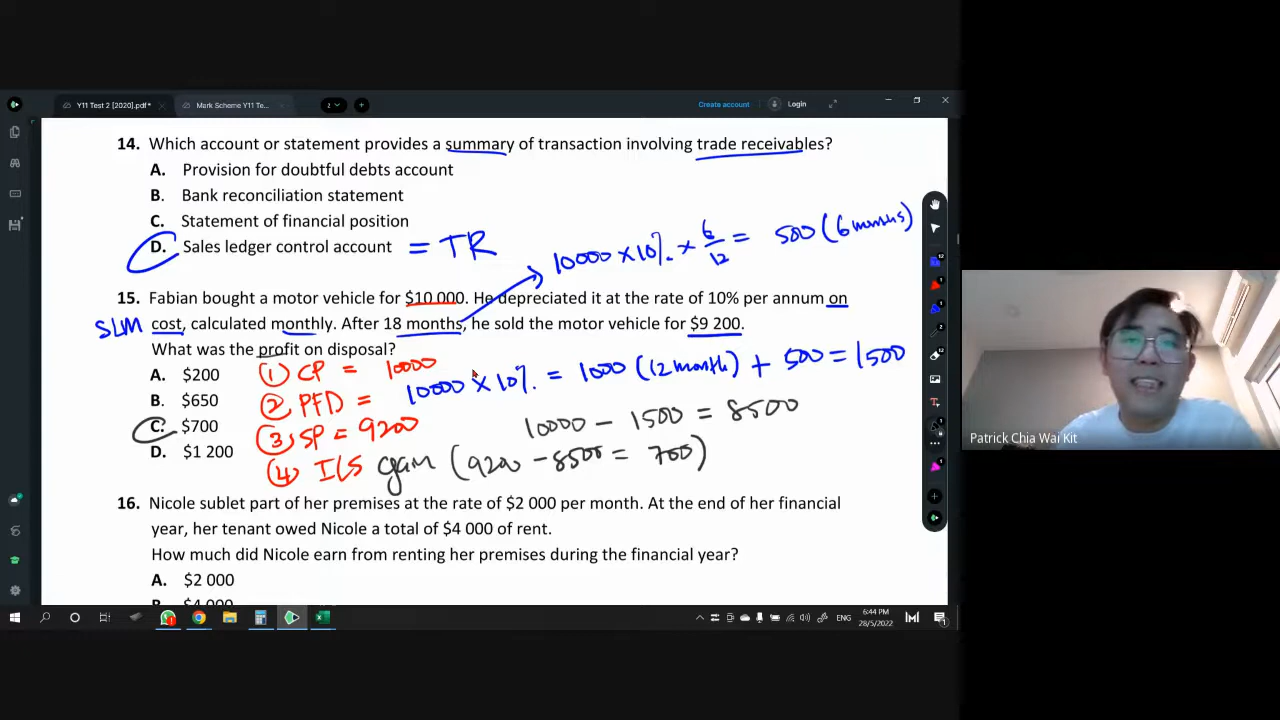 Y11 Test 2 [2020].pdf*
Mark Scheme Y11 Te...
2
Create account
Login
14. Which account or statement provides a summary of transaction involving trade receivables?
A. Provision for doubtful debts account
B. Bank reconciliation statement
C. Statement of financial position
D. Sales ledger control account = TR
10000 × 10% × 6/12 = 500 (6 months)
15. Fabian bought a motor vehicle for $10 000. He depreciated it at the rate of 10% per annum on
SLM cost, calculated monthly. After 18 months, he sold the motor vehicle for $9 200.
What was the profit on disposal?
A. $200
B. $650
C. $700
D. $1 200
① CP = 10000
② PFD = 10000 × 10% = 1000 (12 month) + 500 = 1500
10000 - 1500 = 8500
③ SP = 9200
④ I/S gain (9200 - 8500 = 700)
16. Nicole sublet part of her premises at the rate of $2 000 per month. At the end of her financial
year, her tenant owed Nicole a total of $4 000 of rent.
How much did Nicole earn from renting her premises during the financial year?
A. $2 000
B. $4 000
Patrick Chia Wai Kit
ENG
6:44 PM
28/5/2022